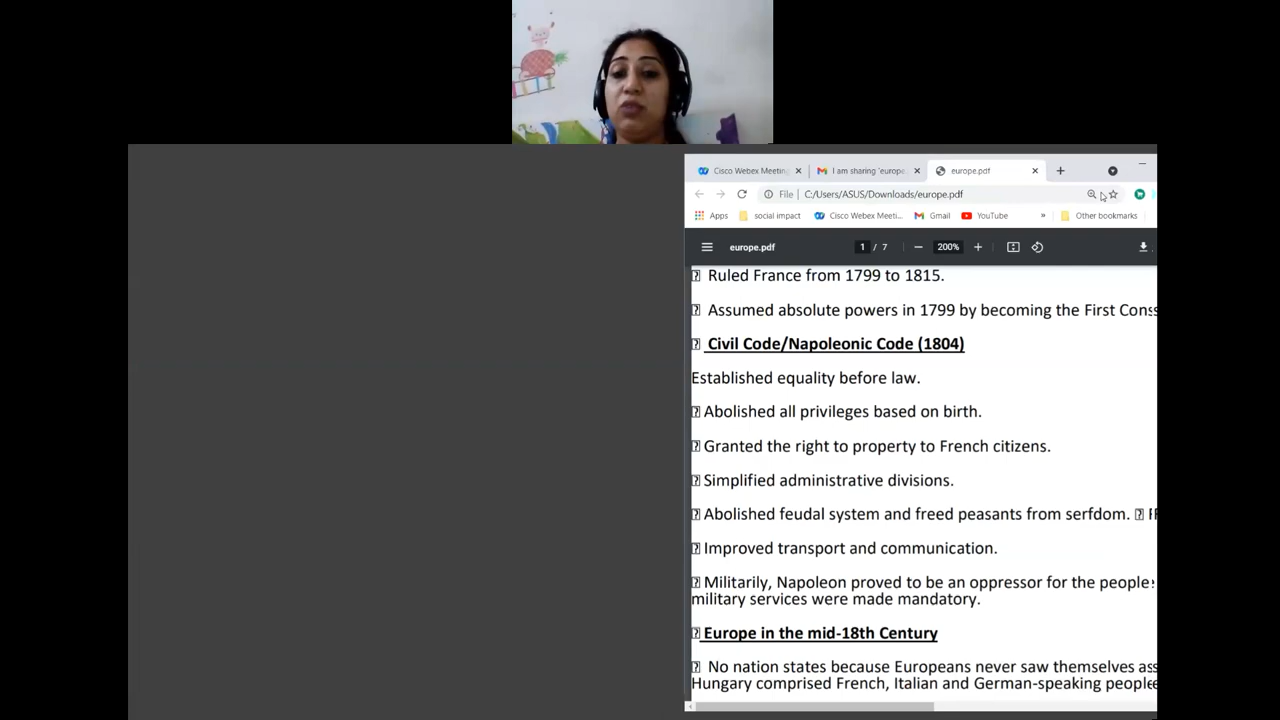 Cisco Webex Meeting
I am sharing 'europe
europe.pdf
File
C:/Users/ASUS/Downloads/europe.pdf
Apps
social impact
Cisco Webex Meeti...
Gmail
YouTube
»
Other bookmarks
europe.pdf
1 / 7
200%
Ruled France from 1799 to 1815.
Assumed absolute powers in 1799 by becoming the First
Civil Code/Napoleonic Code (1804)
Established equality before law.
Abolished all privileges based on birth.
Granted the right to property to French citizens.
Simplified administrative divisions.
Abolished feudal system and freed peasants from serfdom.
Improved transport and communication.
Militarily, Napoleon proved to be an oppressor for the people
military services were made mandatory.
Europe in the mid-18th Century
No nation states because Europeans never saw themselves
Hungary comprised French, Italian and German-speaking people